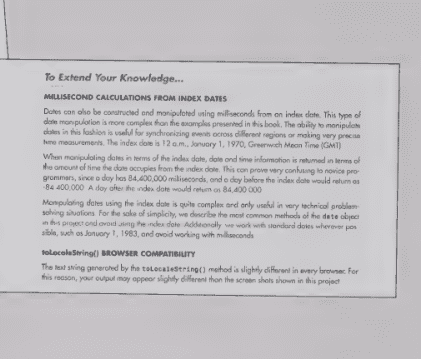 To Extend Your Knowledge...
MILLISECOND CALCULATIONS FROM INDEX DATES
Dates can also be constructed and manipulated using milliseconds from an index date. This type of
date manipulation is more complex than the examples presented in this book. The ability to manipulate
dates in this fashion is useful for synchronizing events across different regions or making very precise
time measurements. The index date is 12 a.m., January 1, 1970, Greenwich Mean Time (GMT)
When manipulating dates in terms of the index date, date and time information is returned in terms of
the amount of time the date occupies from the index date. This can prove very confusing to novice pro-
grammers, since a day has 84,400,000 milliseconds, and a day before the index date would return as
-84,400,000. A day after the index date would return as 84,400,000
Manipulating dates using the index date is quite complex and only useful in very technical problem-
solving situations. For the sake of simplicity, we describe the most common methods of the date object
in this project and avoid using the index date. Additionally we work with standard dates wherever pos
sible, such as January 1, 1983, and avoid working with milliseconds
toLocaleString() BROWSER COMPATIBILITY
The text string generated by the toLocaleString() method is slightly different in every browser. For
this reason, your output may appear slightly different than the screen shots shown in this project